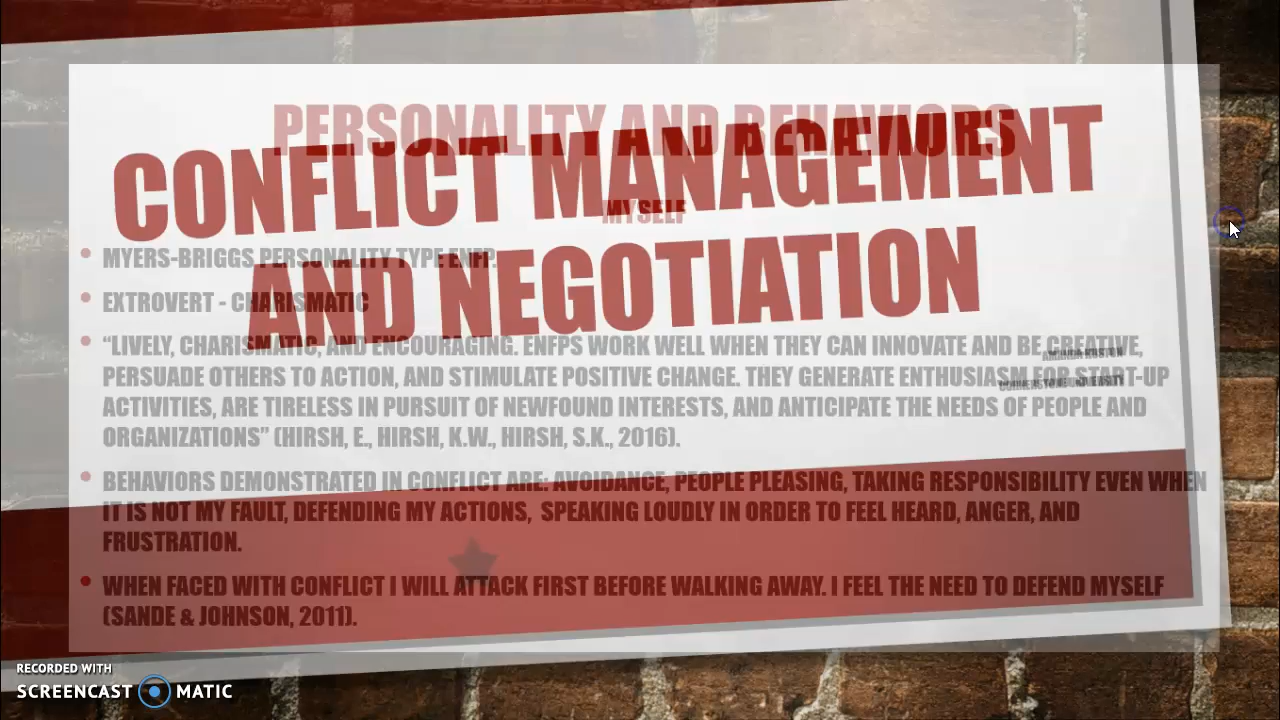 PERSONALITY AND BEHAVIORS
CONFLICT MANAGEMENT
AND NEGOTIATION
MYSELF
• MYERS-BRIGGS PERSONALITY TYPE ENFP.
• EXTROVERT - CHARISMATIC
• “LIVELY, CHARISMATIC, AND ENCOURAGING. ENFPS WORK WELL WHEN THEY CAN INNOVATE AND BE CREATIVE,
PERSUADE OTHERS TO ACTION, AND STIMULATE POSITIVE CHANGE. THEY GENERATE ENTHUSIASM FOR START-UP
ACTIVITIES, ARE TIRELESS IN PURSUIT OF NEWFOUND INTERESTS, AND ANTICIPATE THE NEEDS OF PEOPLE AND
ORGANIZATIONS” (HIRSH, E., HIRSH, K.W., HIRSH, S.K., 2016).
• BEHAVIORS DEMONSTRATED IN CONFLICT ARE: AVOIDANCE, PEOPLE PLEASING, TAKING RESPONSIBILITY EVEN WHEN
IT IS NOT MY FAULT, DEFENDING MY ACTIONS, SPEAKING LOUDLY IN ORDER TO FEEL HEARD, ANGER, AND
FRUSTRATION.
• WHEN FACED WITH CONFLICT I WILL ATTACK FIRST BEFORE WALKING AWAY. I FEEL THE NEED TO DEFEND MYSELF
(SANDE & JOHNSON, 2011).
RECORDED WITH
SCREENCAST MATIC